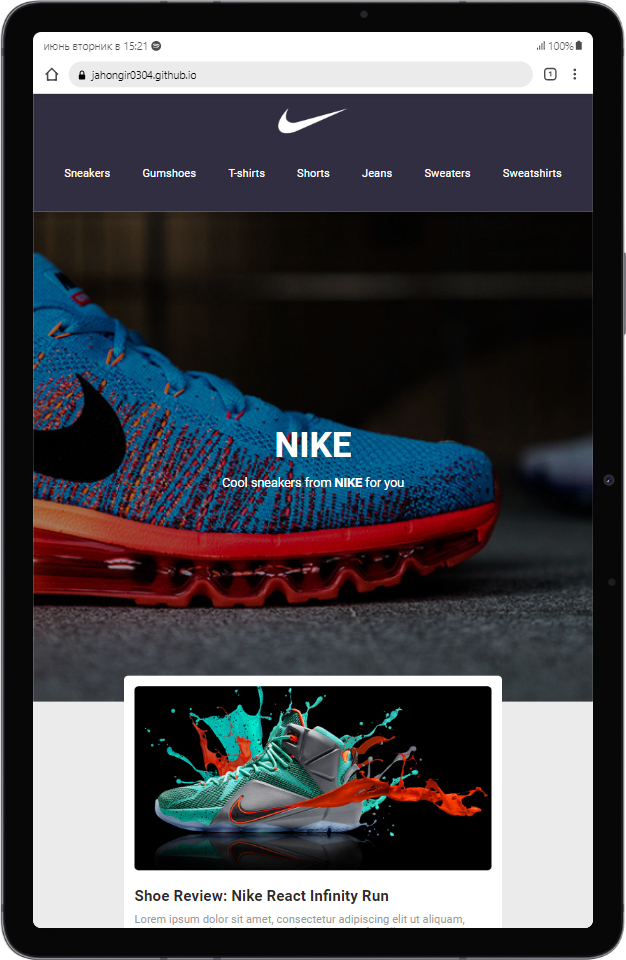 июнь вторник в 15:21
100%
jahongir0304.github.io
1
Sneakers Gumshoes T-shirts Shorts Jeans Sweaters Sweatshirts
NIKE
Cool sneakers from NIKE for you
Shoe Review: Nike React Infinity Run
Lorem ipsum dolor sit amet, consectetur adipiscing elit ut aliquam,